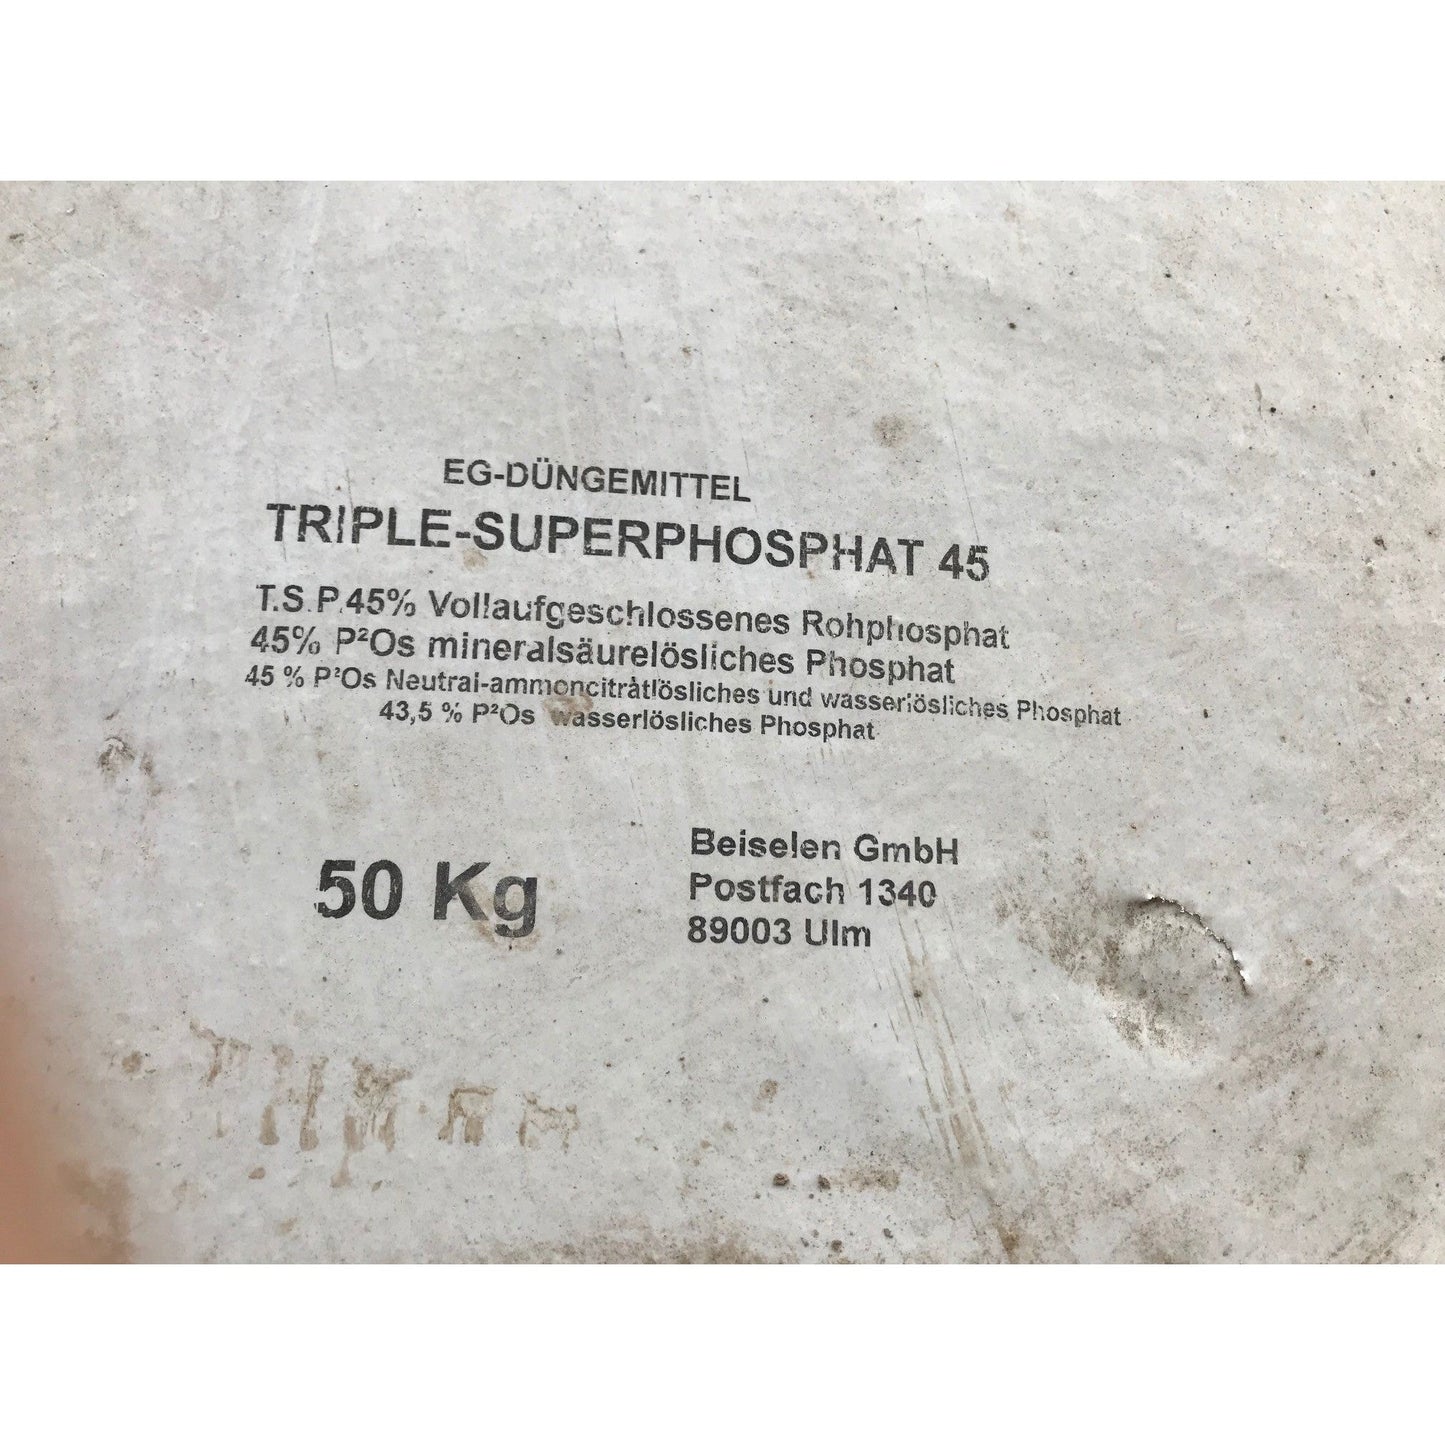 EG-DÜNGEMITTEL
TRIPLE-SUPERPHOSPHAT 45
T.S.P.45% Vollaufgeschlossenes Rohphosphat
45% P²Os mineralsäurelösliches Phosphat
45 % P²Os Neutral-ammoncitratlösliches und wasserlösliches Phosphat
43,5 % P²Os wasserlösliches Phosphat
50 Kg
Beiselen GmbH
Postfach 1340
89003 Ulm